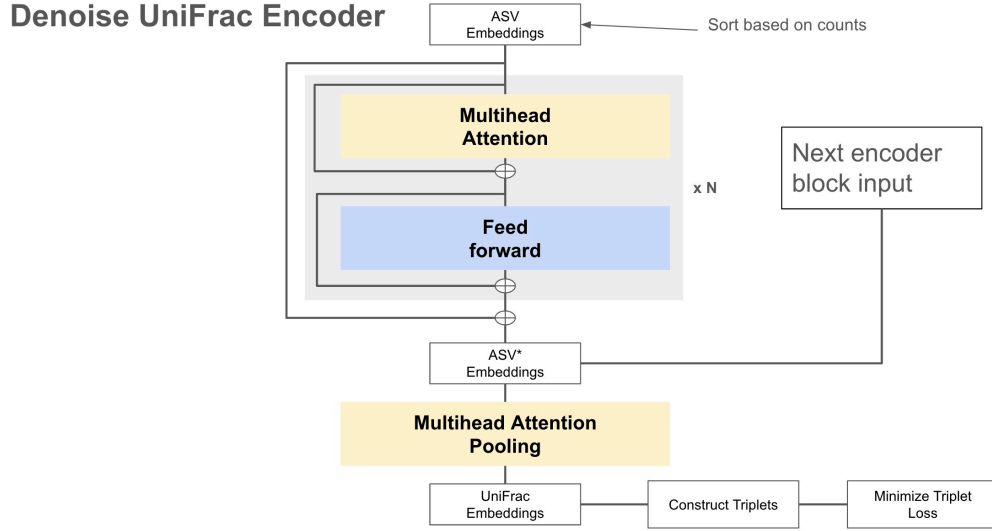 Denoise UniFrac Encoder
ASV
Embeddings
Sort based on counts
Multihead
Attention
Next encoder
block input
x N
Feed
forward
ASV*
Embeddings
Multihead Attention
Pooling
UniFrac
Embeddings
Construct Triplets
Minimize Triplet
Loss